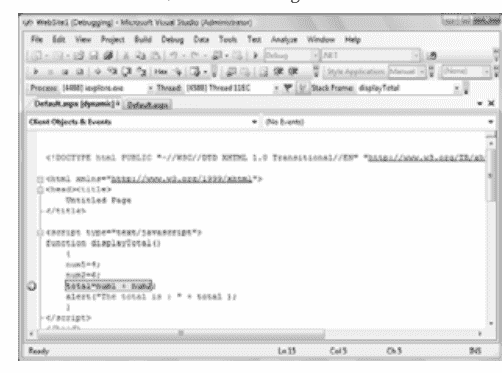 WebSite1 (Debugging) - Microsoft Visual Studio (Administrator)
File Edit View Project Build Debug Data Tools Test Analyze Window Help
Debug .NET
Hex Style Application: Manual (None)
Process: [4088] iexplore.exe Thread: Stack Frame: displayTotal
Default.aspx [dynamic] Default.aspx
Client Objects & Events (No Events)
<!DOCTYPE html PUBLIC "-//W3C//DTD XHTML 1.0 Transitional//EN" "http://www.w3.org/TR/xh
<html xmlns="http://www.w3.org/1999/xhtml">
<head><title>
Untitled Page
</title>
<script type="text/javascript">
function displayTotal()
{
num1=4;
num2=6;
total=num1 + num2;
alert("The total is : " + total );
}
</script>
</head>
Ready Ln 15 Col 5 Ch 5 INS